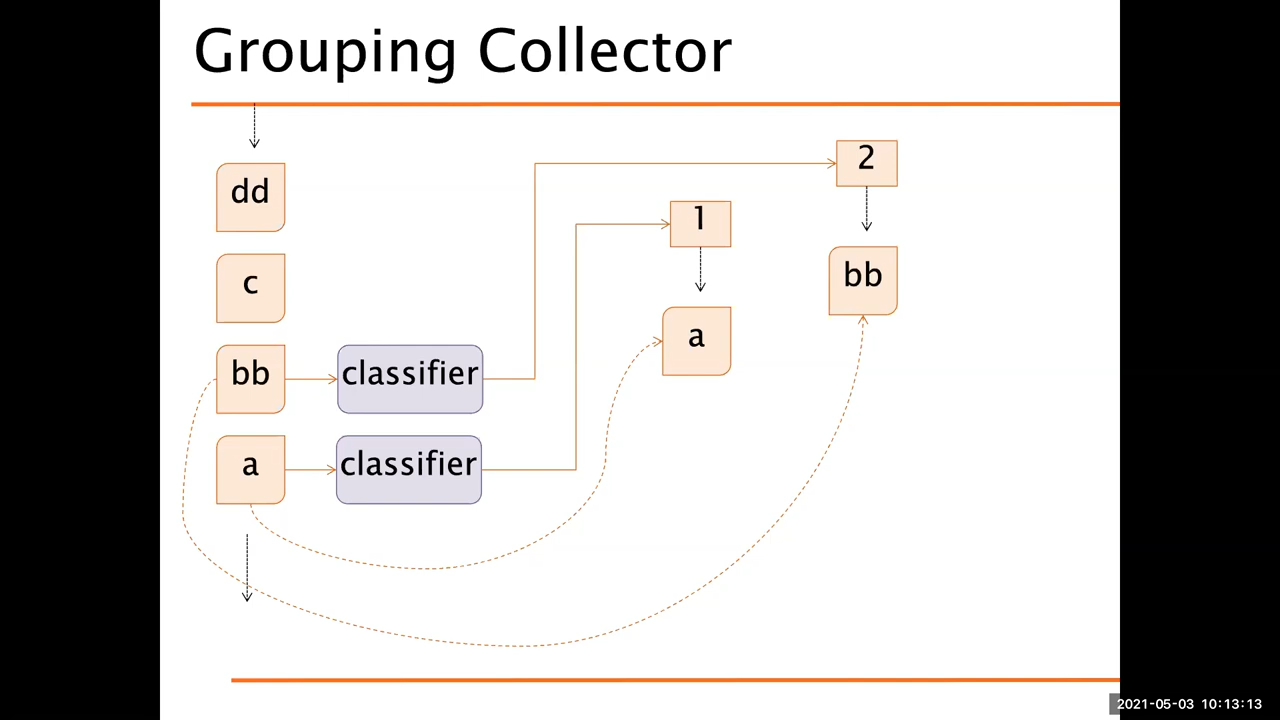 Grouping Collector
dd
c
bb
classifier
a
classifier
1
a
2
bb
2021-05-03 10:13:13